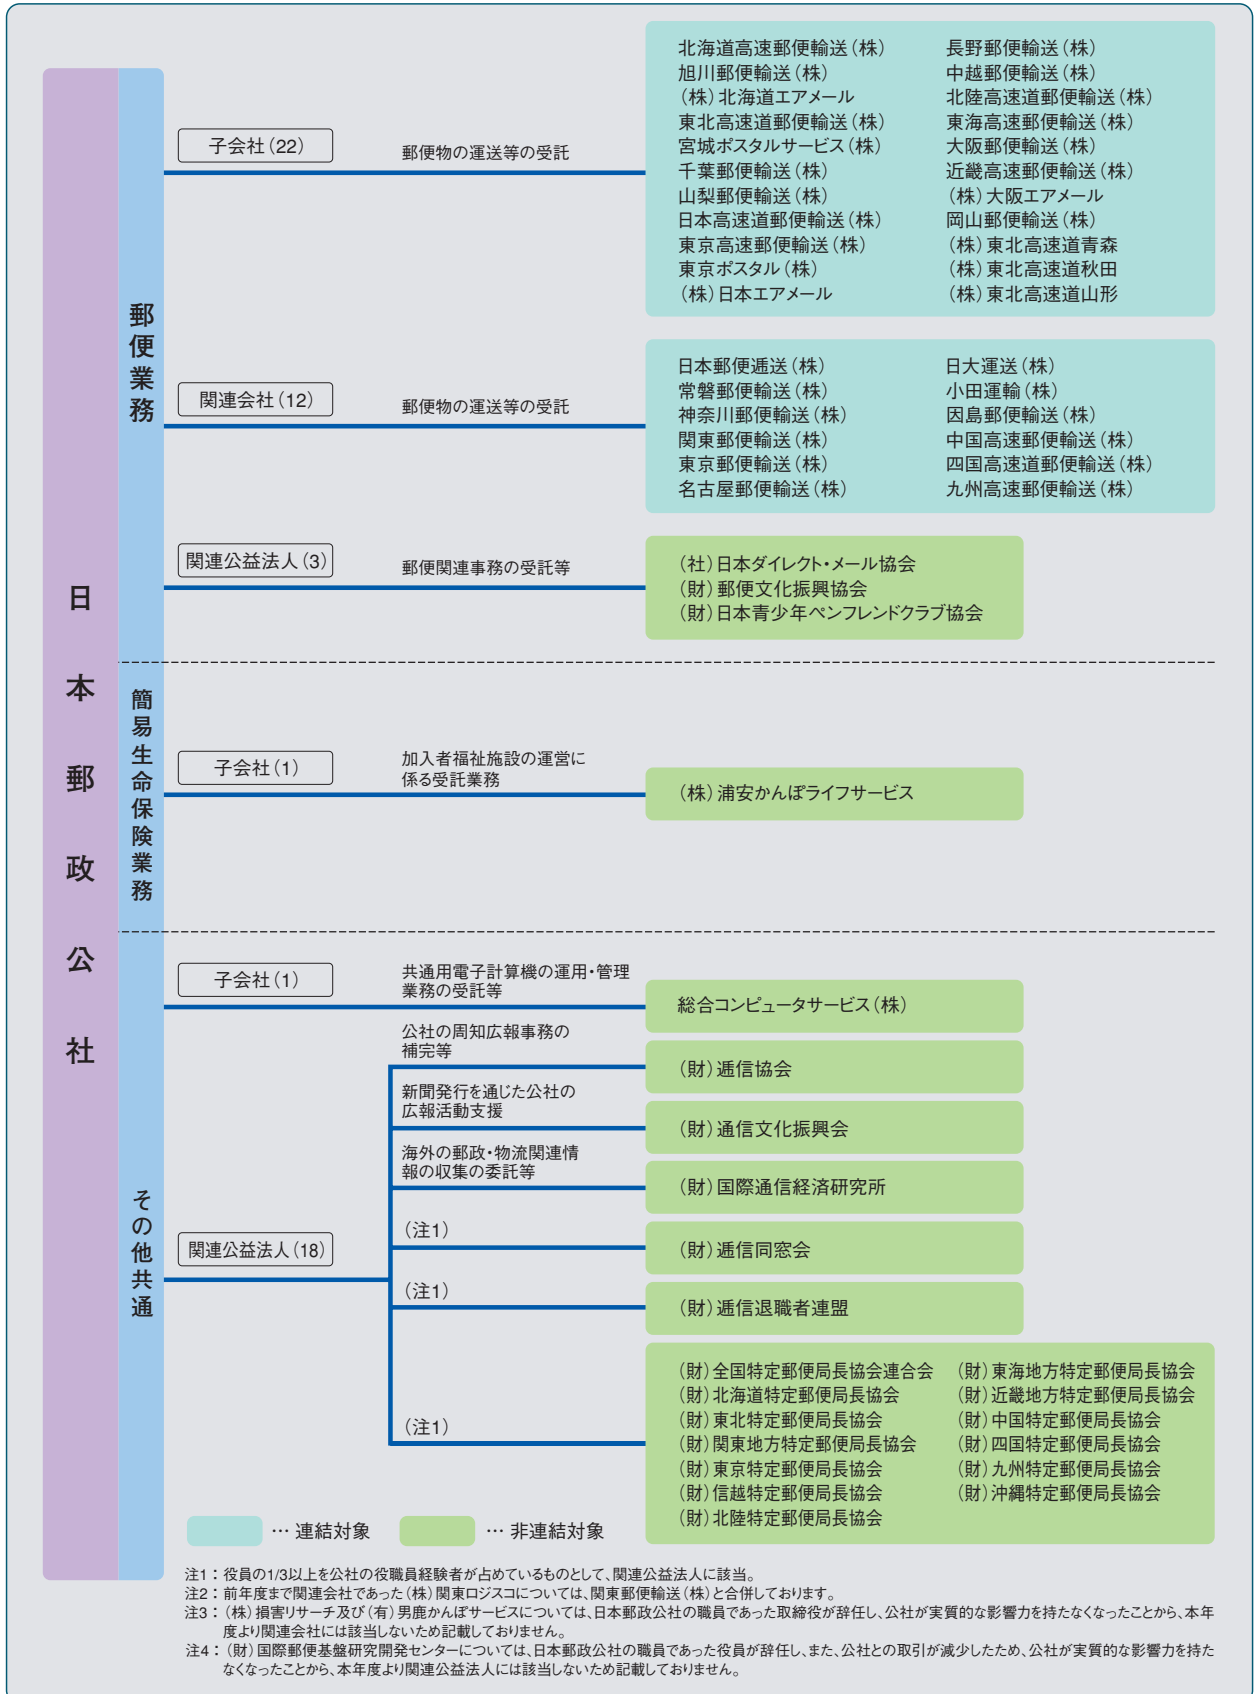 日本郵政公社
郵便業務
子会社（22）
郵便物の運送等の受託
北海道高速郵便輸送（株）
旭川郵便輸送（株）
（株）北海道エアメール
東北高速道郵便輸送（株）
宮城ポスタルサービス（株）
千葉郵便輸送（株）
山梨郵便輸送（株）
日本高速道郵便輸送（株）
東京高速郵便輸送（株）
東京ポスタル（株）
（株）日本エアメール
長野郵便輸送（株）
中越郵便輸送（株）
北陸高速道郵便輸送（株）
東海高速郵便輸送（株）
大阪郵便輸送（株）
近畿高速郵便輸送（株）
（株）大阪エアメール
岡山郵便輸送（株）
（株）東北高速道青森
（株）東北高速道秋田
（株）東北高速道山形
関連会社（12）
郵便物の運送等の受託
日本郵便逓送（株）
常磐郵便輸送（株）
神奈川郵便輸送（株）
関東郵便輸送（株）
東京郵便輸送（株）
名古屋郵便輸送（株）
日大運送（株）
小田運輸（株）
因島郵便輸送（株）
中国高速郵便輸送（株）
四国高速道郵便輸送（株）
九州高速郵便輸送（株）
関連公益法人（3）
郵便関連事務の受託等
（社）日本ダイレクト・メール協会
（財）郵便文化振興協会
（財）日本青少年ペンフレンドクラブ協会
簡易生命保険業務
子会社（1）
加入者福祉施設の運営に
係る受託業務
（株）浦安かんぽライフサービス
その他共通
子会社（1）
共通用電子計算機の運用・管理
業務の受託等
総合コンピュータサービス（株）
関連公益法人（18）
公社の周知広報事務の
補完等
（財）逓信協会
新聞発行を通じた公社の
広報活動支援
（財）通信文化振興会
海外の郵政・物流関連情
報の収集の委託等
（財）国際通信経済研究所
（注1）
（財）逓信同窓会
（注1）
（財）逓信退職者連盟
（注1）
（財）全国特定郵便局長協会連合会
（財）北海道特定郵便局長協会
（財）東北特定郵便局長協会
（財）関東地方特定郵便局長協会
（財）東京特定郵便局長協会
（財）信越特定郵便局長協会
（財）北陸特定郵便局長協会
（財）東海地方特定郵便局長協会
（財）近畿地方特定郵便局長協会
（財）中国特定郵便局長協会
（財）四国特定郵便局長協会
（財）九州特定郵便局長協会
（財）沖縄特定郵便局長協会
… 連結対象
… 非連結対象
注1：役員の1/3以上を公社の役職員経験者が占めているものとして、関連公益法人に該当。
注2：前年度まで関連会社であった（株）関東ロジスコについては、関東郵便輸送（株）と合併しております。
注3：（株）損害リサーチ及び（有）男鹿かんぽサービスについては、日本郵政公社の職員であった取締役が辞任し、公社が実質的な影響力を持たなくなったことから、本年
度より関連会社には該当しないため記載しておりません。
注4：（財）国際郵便基盤研究開発センターについては、日本郵政公社の職員であった役員が辞任し、また、公社との取引が減少したため、公社が実質的な影響力を持た
なくなったことから、本年度より関連公益法人には該当しないため記載しておりません。